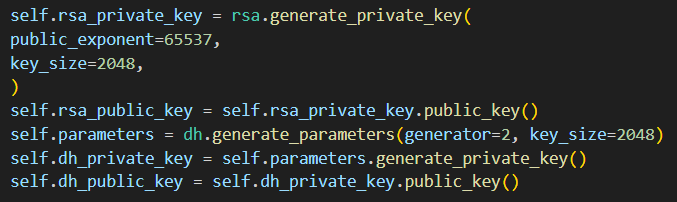 self.rsa_private_key = rsa.generate_private_key(
public_exponent=65537,
key_size=2048,
)
self.rsa_public_key = self.rsa_private_key.public_key()
self.parameters = dh.generate_parameters(generator=2, key_size=2048)
self.dh_private_key = self.parameters.generate_private_key()
self.dh_public_key = self.dh_private_key.public_key()